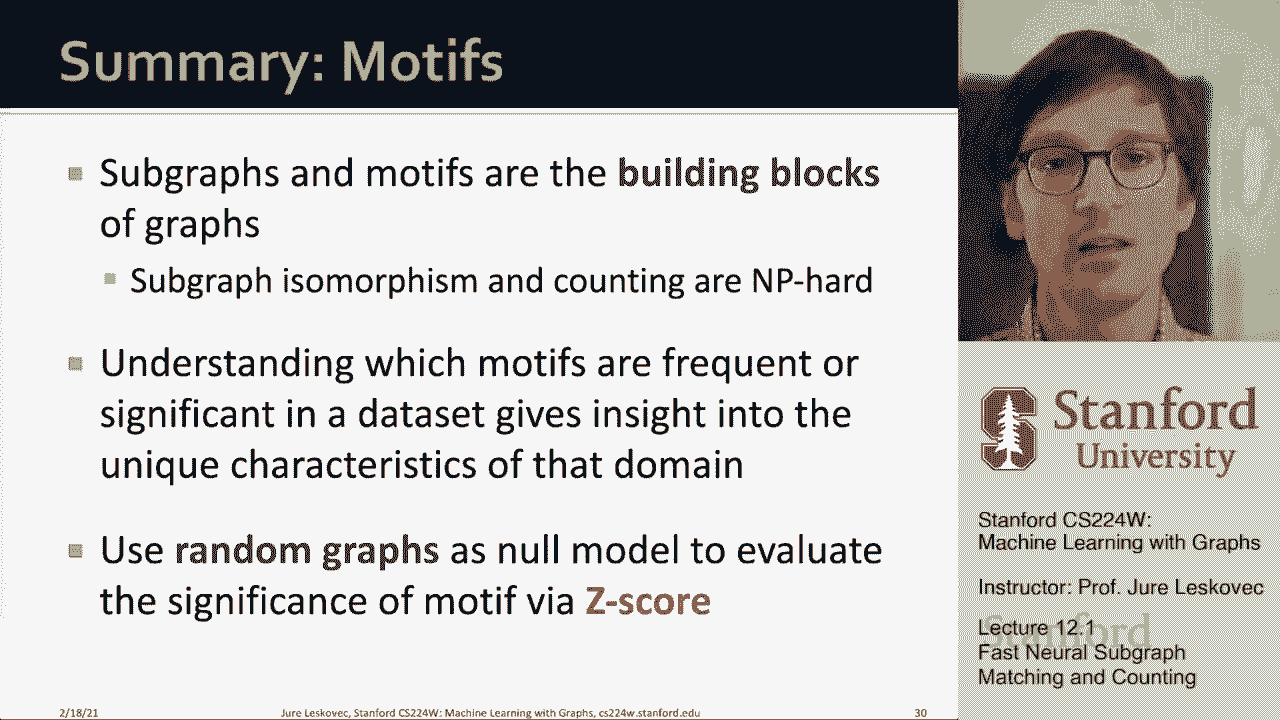 Summary: Motifs
Subgraphs and motifs are the building blocks
of graphs
Subgraph isomorphism and counting are NP-hard
Understanding which motifs are frequent or
significant in a dataset gives insight into the
unique characteristics of that domain
Use random graphs as null model to evaluate
the significance of motif via Z-score
2/18/21
Jure Leskovec, Stanford CS224W: Machine Learning with Graphs, cs224w.stanford.edu
30
Stanford
University
Stanford CS224W:
Machine Learning with Graphs
Instructor: Prof. Jure Leskovec
Stanford
Lecture 12.1
Fast Neural Subgraph
Matching and Counting